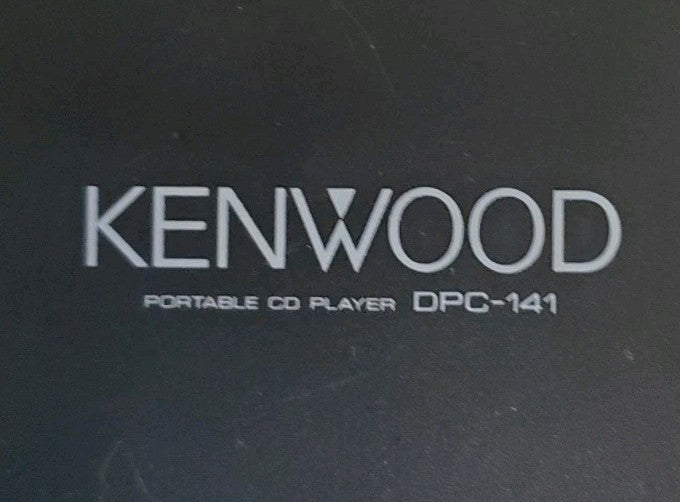 KENWOOD
PORTABLE CD PLAYER DPC-141